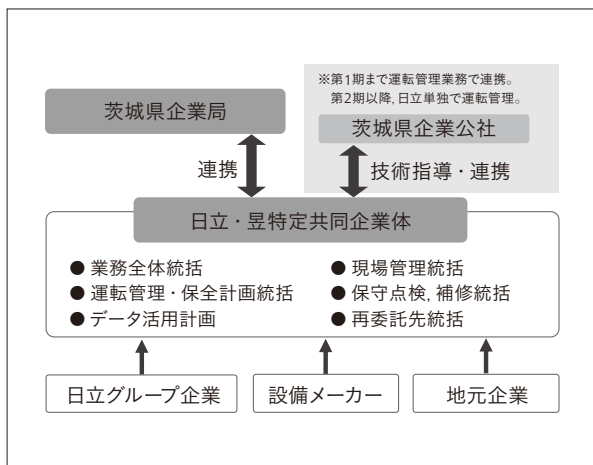 ※第1期まで運転管理業務で連携。
第2期以降,日立単独で運転管理。
茨城県企業局
茨城県企業公社
連携
技術指導・連携
日立・昱特定共同企業体
● 業務全体統括
● 運転管理・保全計画統括
● データ活用計画
● 現場管理統括
● 保守点検,補修統括
● 再委託先統括
日立グループ企業
設備メーカー
地元企業